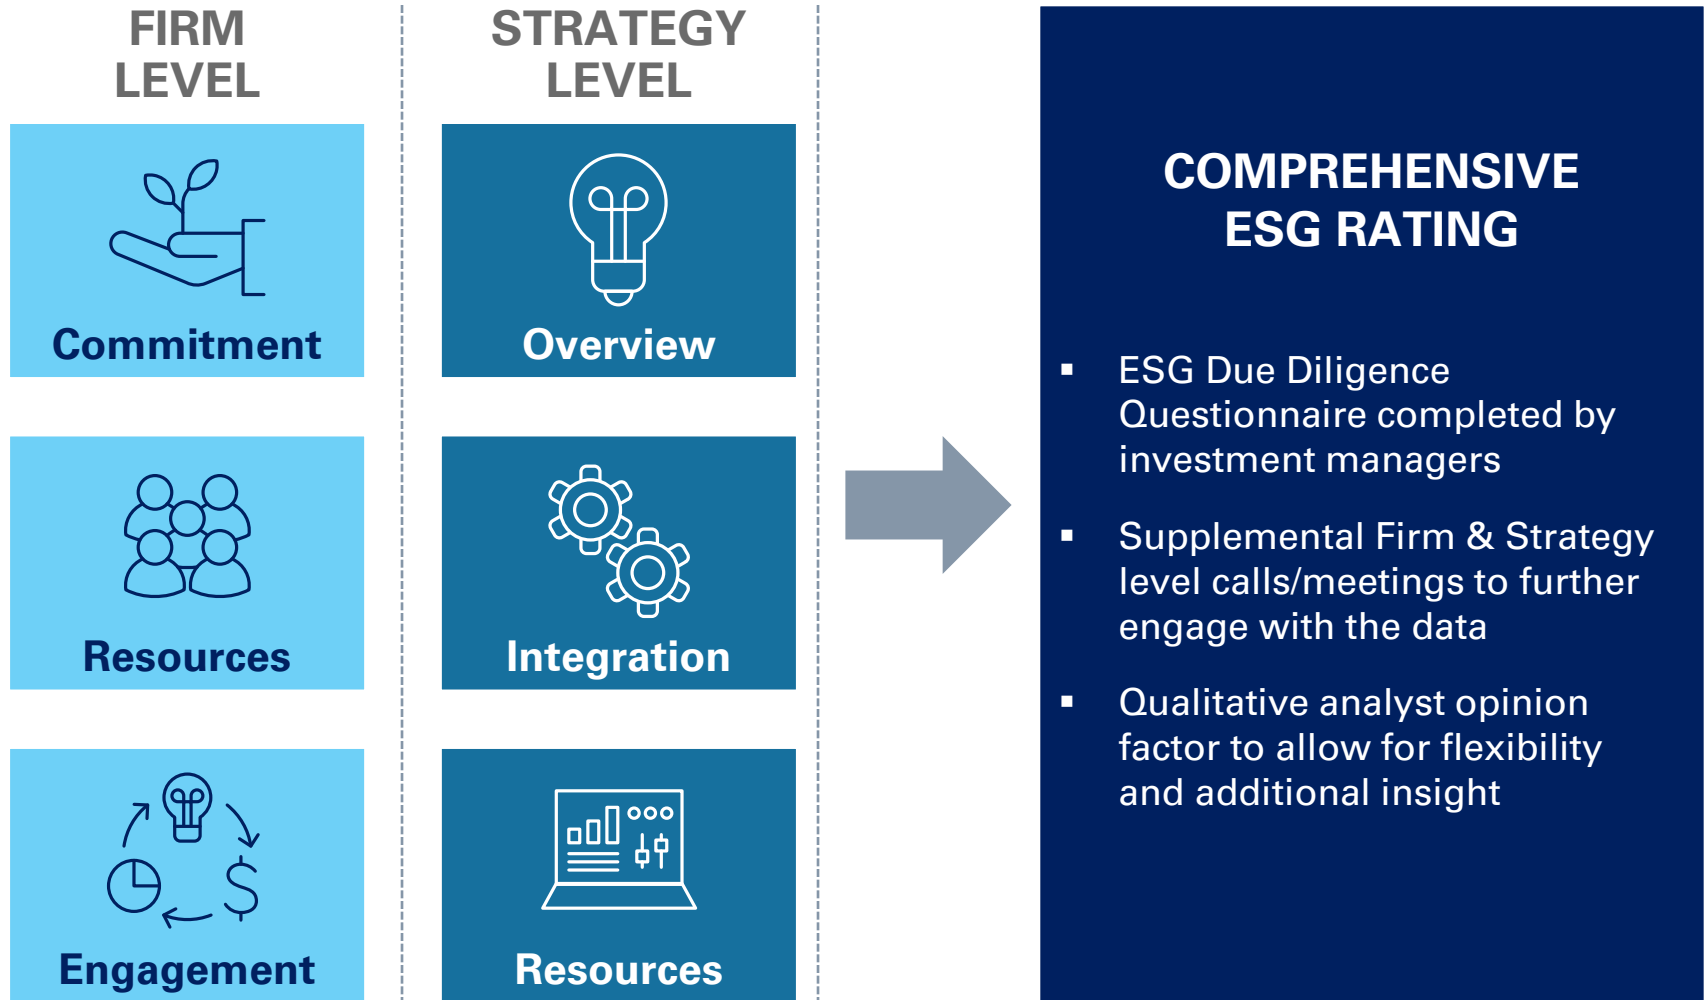 FIRM
LEVEL
Commitment
Resources
Engagement
STRATEGY
LEVEL
Overview
Integration
Resources
COMPREHENSIVE
ESG RATING
▪ ESG Due Diligence
Questionnaire completed by
investment managers
▪ Supplemental Firm & Strategy
level calls/meetings to further
engage with the data
▪ Qualitative analyst opinion
factor to allow for flexibility
and additional insight